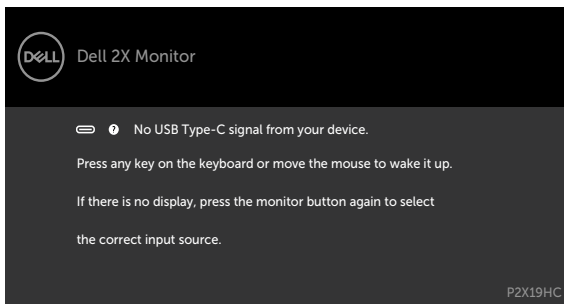 DELL
Dell 2X Monitor
? No USB Type-C signal from your device.
Press any key on the keyboard or move the mouse to wake it up.
If there is no display, press the monitor button again to select
the correct input source.
P2X19HC